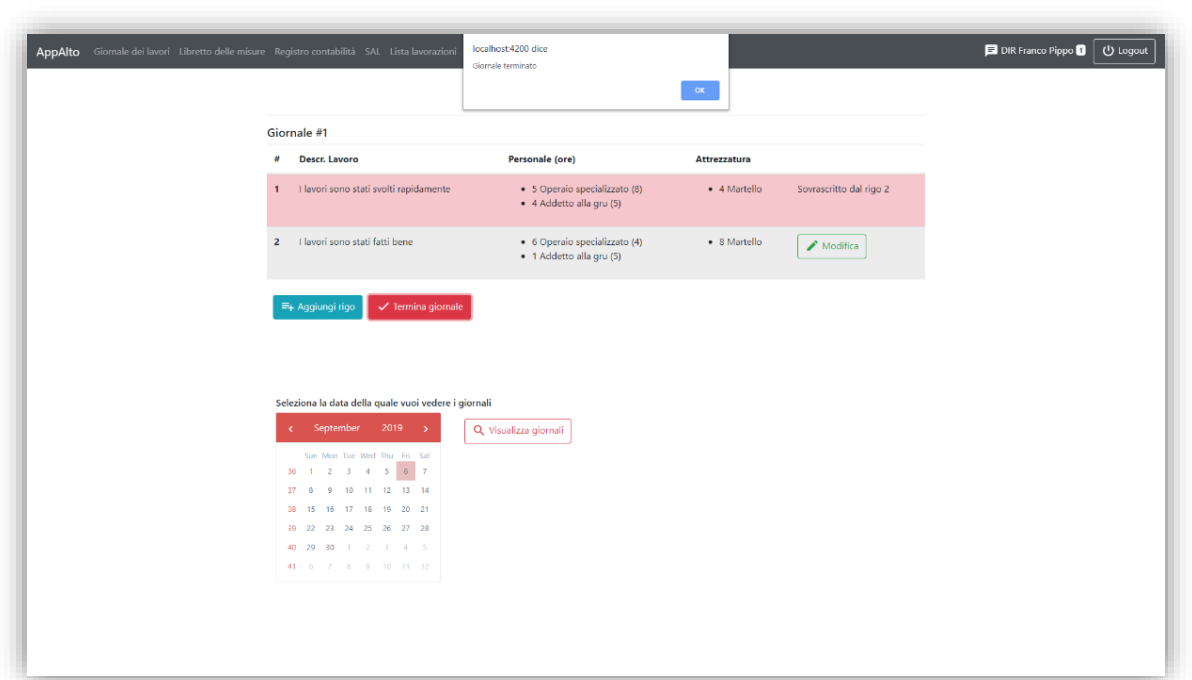 AppAlto Giornale dei lavori Libretto delle misure Registro contabilità SAL Lista lavorazioni
localhost:4200 dice
Giornale terminato
OK
DIR Franco Pippo 1 Logout
Giornale #1
# Descr. Lavoro Personale (ore) Attrezzatura
1 I lavori sono stati svolti rapidamente • 5 Operaio specializzato (8) • 4 Martello Sovrascritto dal rigo 2
• 4 Addetto alla gru (5)
2 I lavori sono stati fatti bene • 6 Operaio specializzato (4) • 8 Martello Modifica
• 1 Addetto alla gru (5)
Aggiungi rigo Termina giornale
Seleziona la data della quale vuoi vedere i giornali
‹ September 2019 › Visualizza giornali
Sun Mon Tue Wed Thu Fri Sat
36 1 2 3 4 5 6 7
37 8 9 10 11 12 13 14
38 15 16 17 18 19 20 21
39 22 23 24 25 26 27 28
40 29 30 1 2 3 4 5
41 6 7 8 9 10 11 12